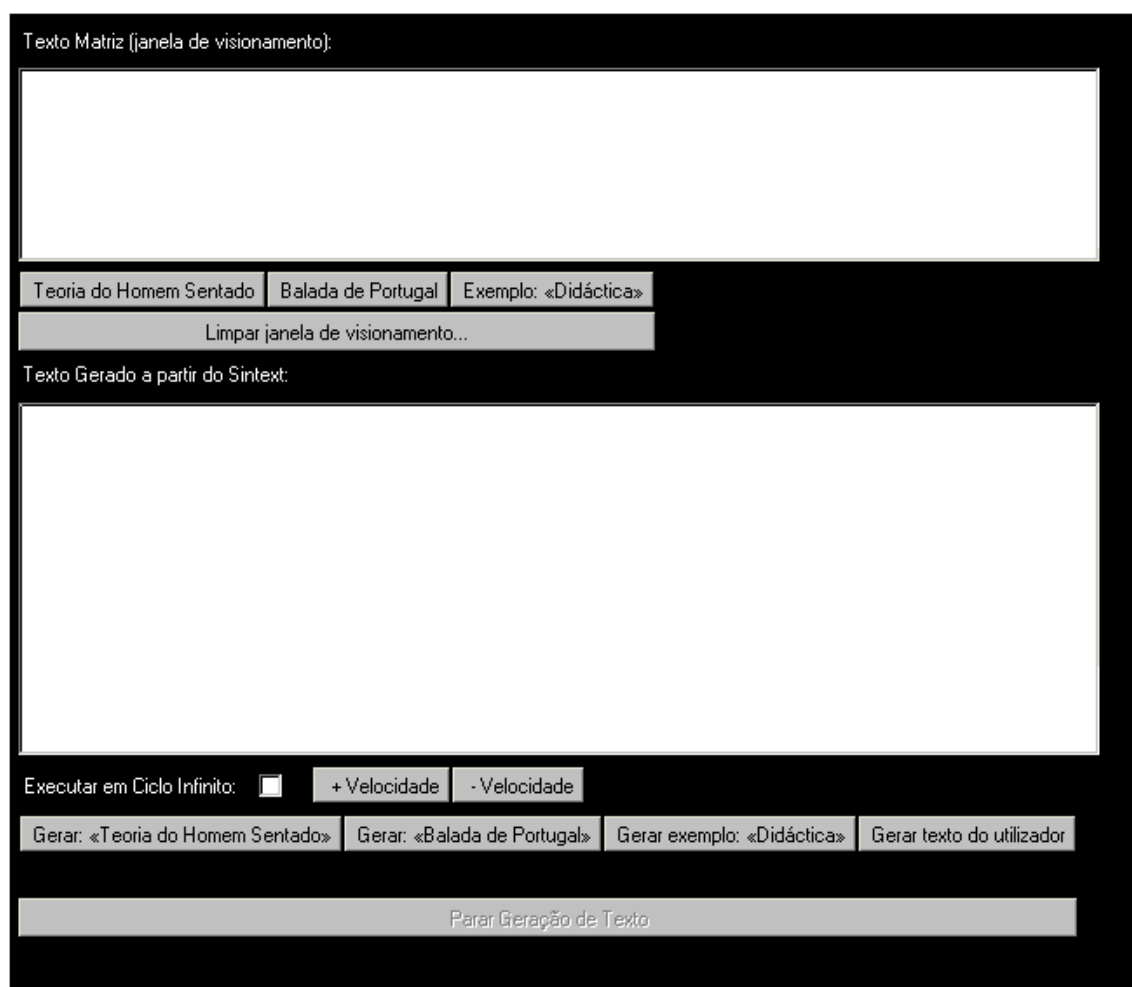 Texto Matriz (janela de visionamento):
Teoria do Homem Sentado Balada de Portugal Exemplo: «Didáctica»
Limpar janela de visionamento...
Texto Gerado a partir do Sintext:
Executar em Ciclo Infinito: + Velocidade - Velocidade
Gerar: «Teoria do Homem Sentado» Gerar: «Balada de Portugal» Gerar exemplo: «Didáctica» Gerar texto do utilizador
Parar Geração de Texto